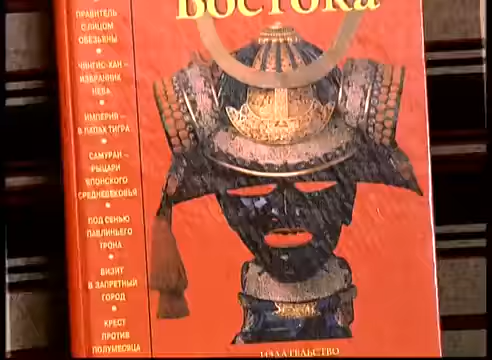 Востока
ПРАВИТЕЛЬ
С ЛИЦОМ
ОБЕЗЬЯНЫ
ЧИНГИС-ХАН –
ИЗБРАННИК
НЕБА
ИМПЕРИЯ –
В ЛАПАХ ТИГРА
САМУРАИ –
РЫЦАРИ
ЯПОНСКОГО
СРЕДНЕВЕКОВЬЯ
ПОД СЕНЬЮ
ПАВЛИНЬЕГО
ТРОНА
ВИЗИТ
В ЗАПРЕТНЫЙ
ГОРОД
КРЕСТ
ПРОТИВ
ПОЛУМЕСЯЦА
ИЗДАТЕЛЬСТВО